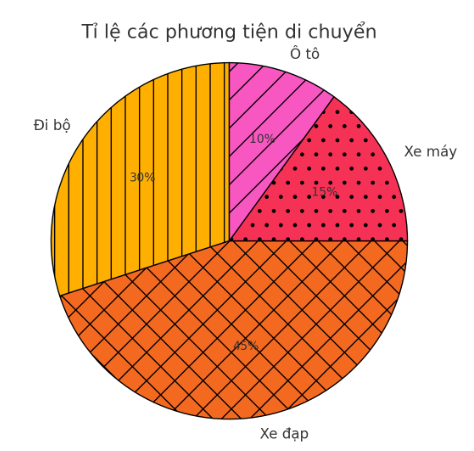 Tỉ lệ các phương tiện di chuyển
Ô tô
10%
Đi bộ
30%
Xe máy
15%
45%
Xe đạp